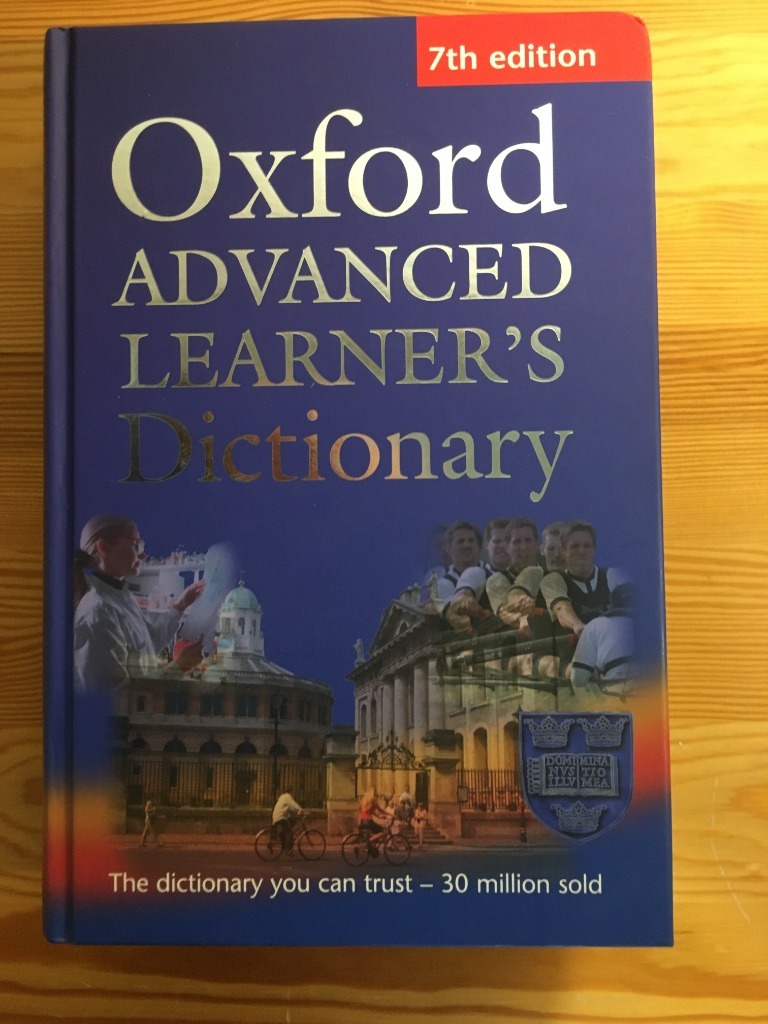 7th edition
Oxford
ADVANCED
LEARNER'S
Dictionary
DOMI MINA
NVS TIO
ILLV MEA
The dictionary you can trust – 30 million sold